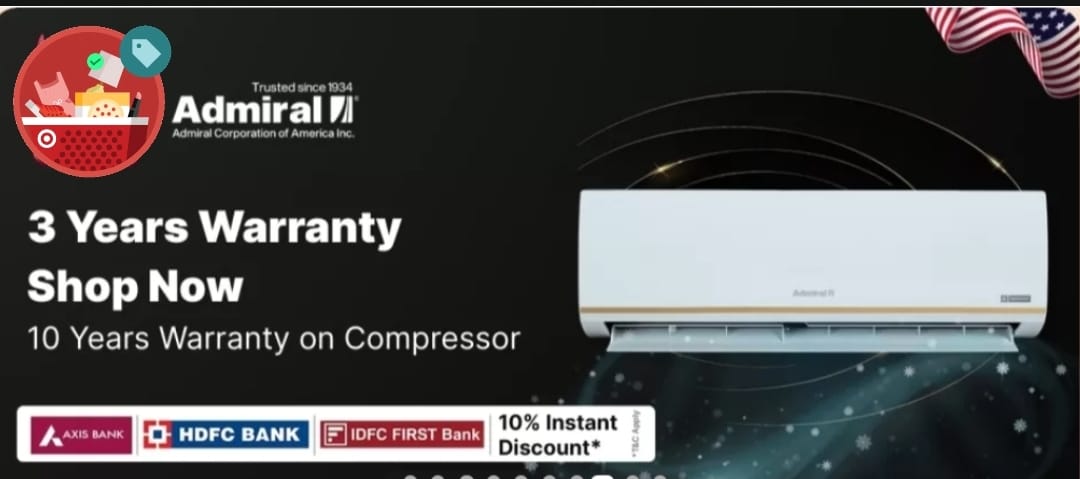 Trusted since 1934
Admiral
Admiral Corporation of America Inc.
3 Years Warranty
Shop Now
10 Years Warranty on Compressor
Admiral
AXIS BANK
HDFC BANK
IDFC FIRST Bank
10% Instant
Discount*
*T&C Apply